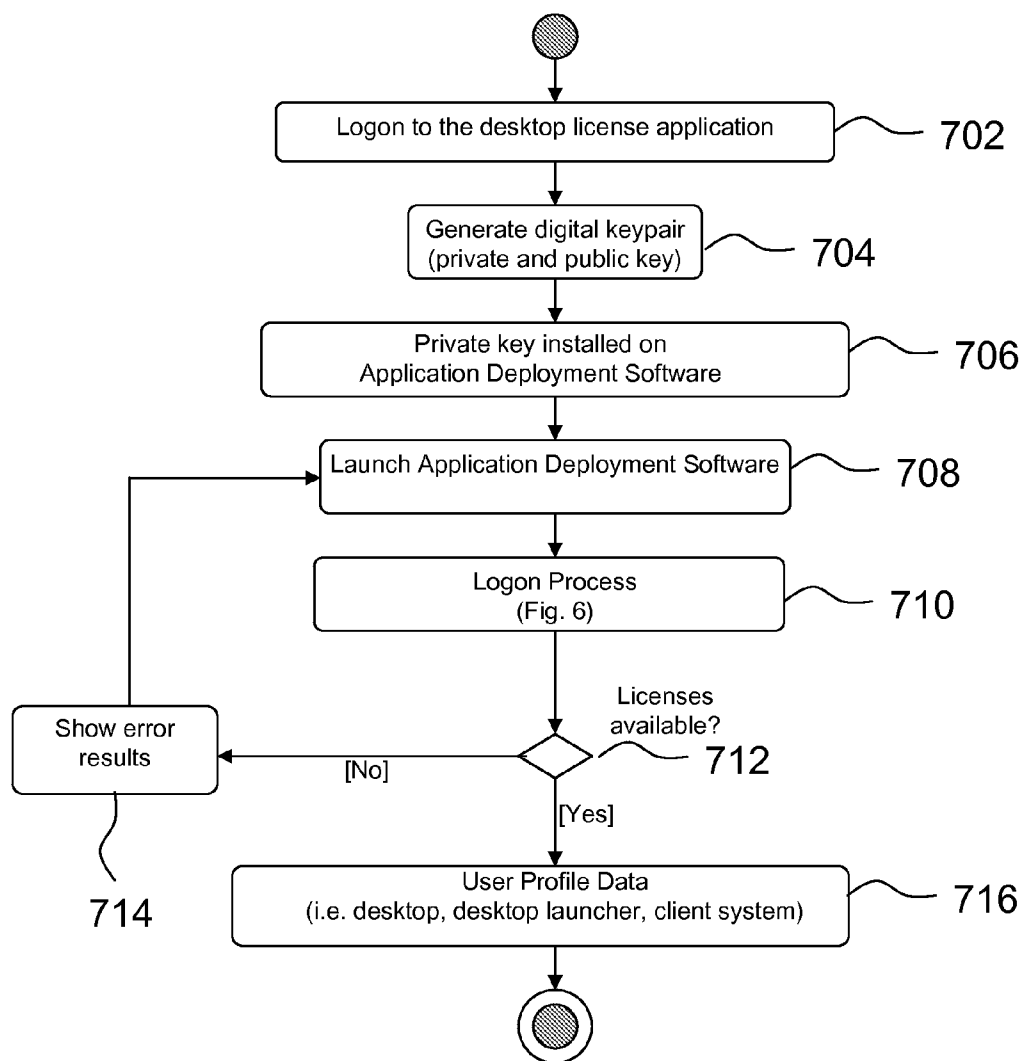 Logon to the desktop license application
702
Generate digital keypair
(private and public key)
704
Private key installed on
Application Deployment Software
706
Launch Application Deployment Software
708
Logon Process
(Fig. 6)
710
Licenses
available?
712
[No]
Show error
results
714
[Yes]
User Profile Data
(i.e. desktop, desktop launcher, client system)
716